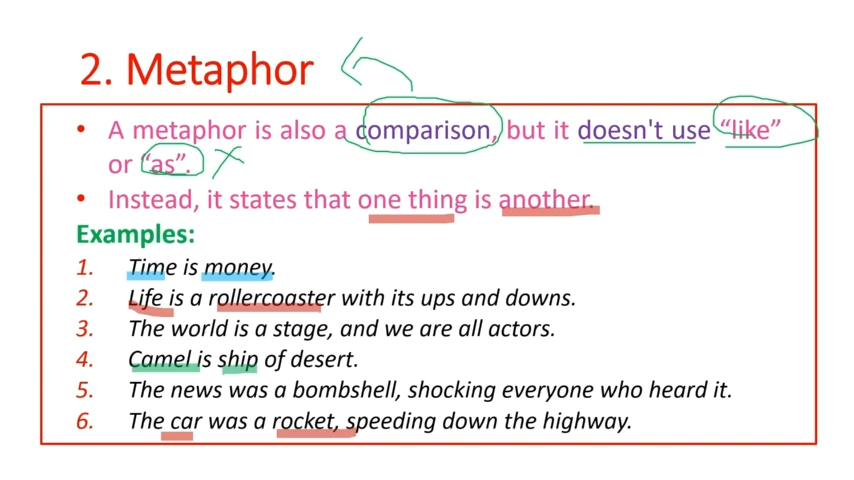 2. Metaphor
• A metaphor is also a comparison, but it doesn't use “like”
or “as”.
• Instead, it states that one thing is another.
Examples:
1. Time is money.
2. Life is a rollercoaster with its ups and downs.
3. The world is a stage, and we are all actors.
4. Camel is ship of desert.
5. The news was a bombshell, shocking everyone who heard it.
6. The car was a rocket, speeding down the highway.